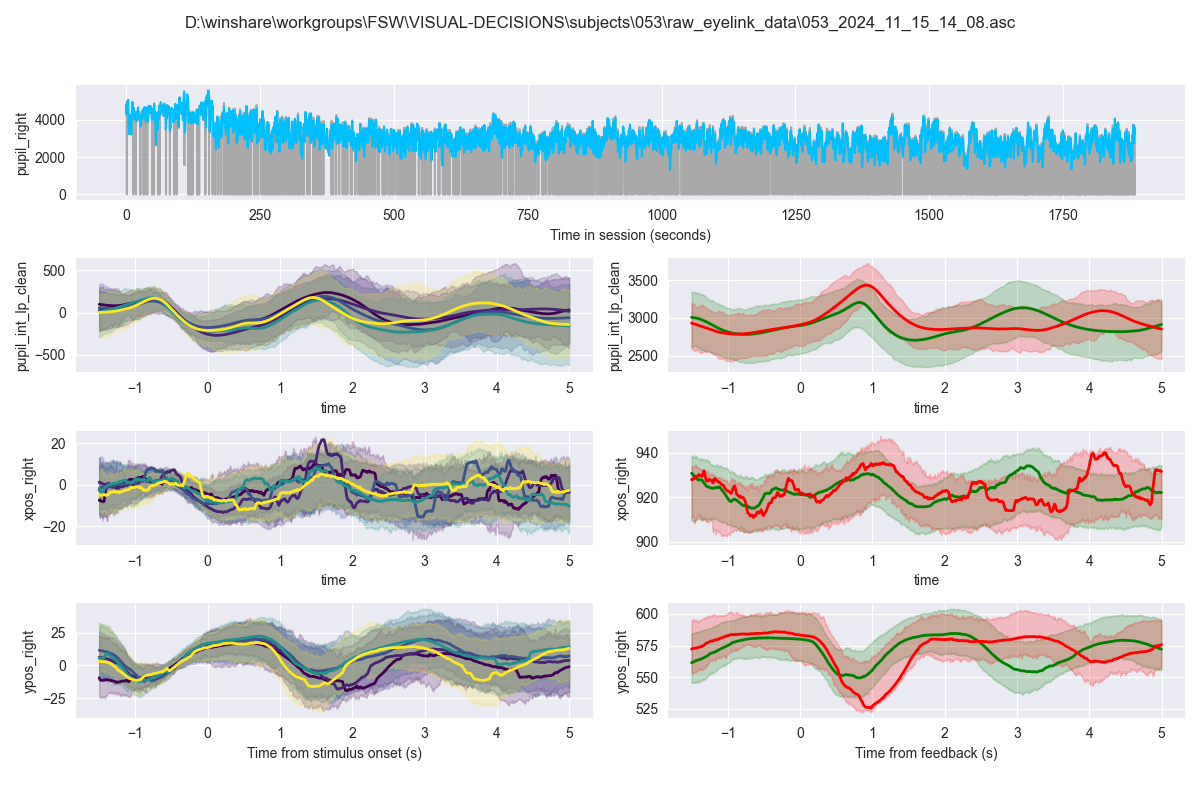 D:\winshare\workgroups\FSW\VISUAL-DECISIONS\subjects\053\raw_eyelink_data\053_2024_11_15_14_08.asc
pupil_right
4000
2000
0
0 250 500 750 1000 1250 1500 1750
Time in session (seconds)
pupil_int_lp_clean
500
0
−500
−1 0 1 2 3 4 5
time
pupil_int_lp_clean
3500
3000
2500
−1 0 1 2 3 4 5
time
xpos_right
20
0
−20
−1 0 1 2 3 4 5
time
xpos_right
940
920
900
−1 0 1 2 3 4 5
time
ypos_right
25
0
−25
−1 0 1 2 3 4 5
Time from stimulus onset (s)
ypos_right
600
575
550
525
−1 0 1 2 3 4 5
Time from feedback (s)